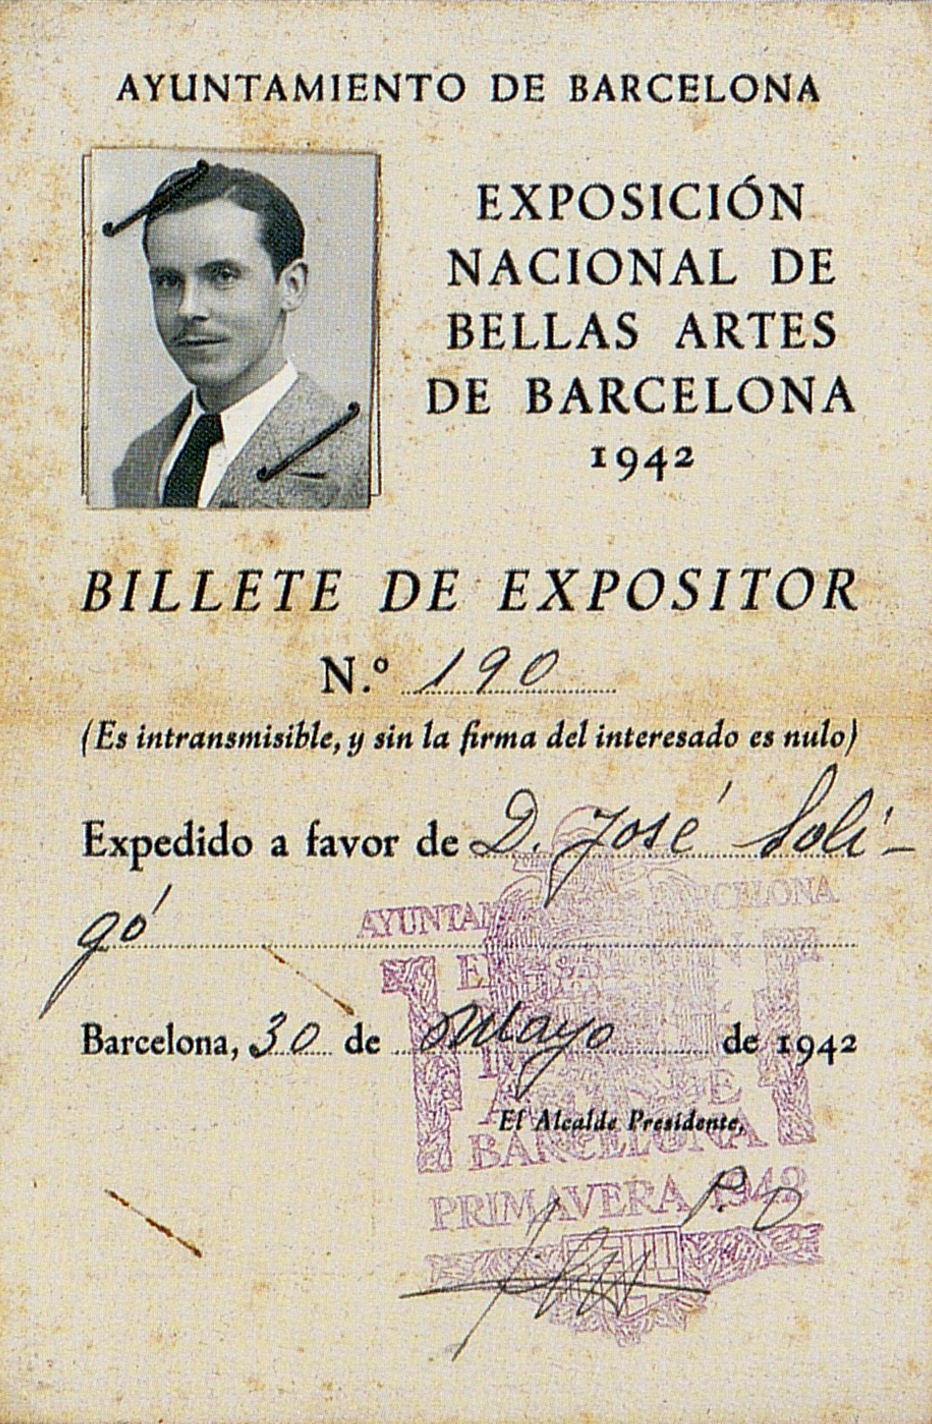 AYUNTAMIENTO DE BARCELONA
EXPOSICIÓN
NACIONAL DE
BELLAS ARTES
DE BARCELONA
1942
BILLETE DE EXPOSITOR
N.º 190
(Es intransmisible, y sin la firma del interesado es nulo)
Expedido a favor de D. José Soli-
gó
AYUNTAM BARCELONA
Barcelona, 30 de Mayo de 1942
El Alcalde Presidente,
BARCELONA
PRIMAVERA 1942
P. O